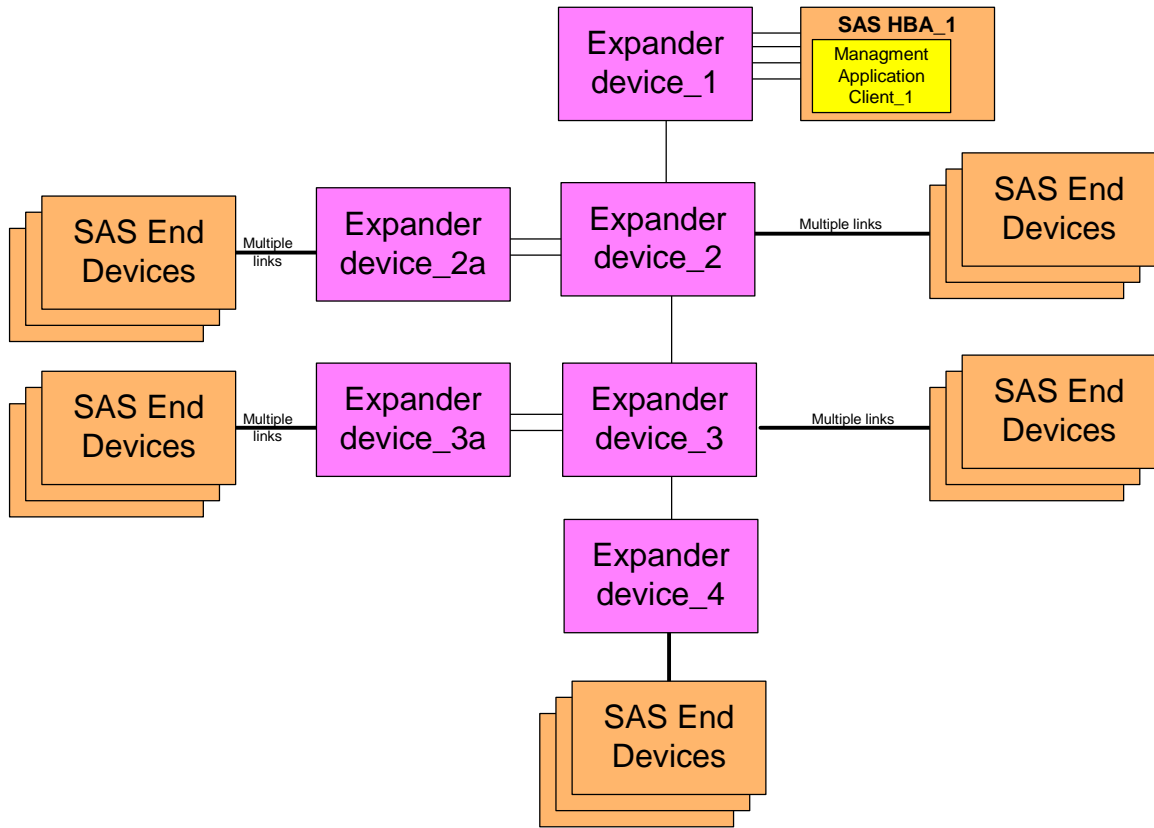 Expander
device_1
SAS HBA_1
Managment
Application
Client_1
SAS End
Devices
Multiple
links
Expander
device_2a
Expander
device_2
Multiple links
SAS End
Devices
SAS End
Devices
Multiple
links
Expander
device_3a
Expander
device_3
Multiple links
SAS End
Devices
Expander
device_4
SAS End
Devices